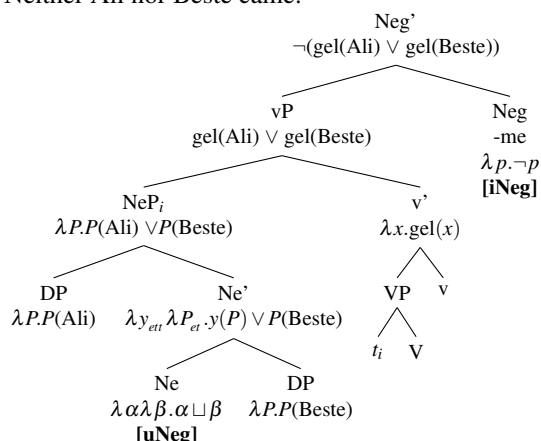 Neither Ali nor Beste came.
Neg'
¬(gel(Ali) ∨ gel(Beste))
vP Neg
gel(Ali) ∨ gel(Beste) -me
λp.¬p
[iNeg]
NePi v'
λP.P(Ali) ∨P(Beste) λx.gel(x)
DP Ne' VP v
λP.P(Ali) λy_ett λP_et.y(P) ∨ P(Beste)
ti V
Ne DP
λαλβ.α ⊔ β λP.P(Beste)
[uNeg]